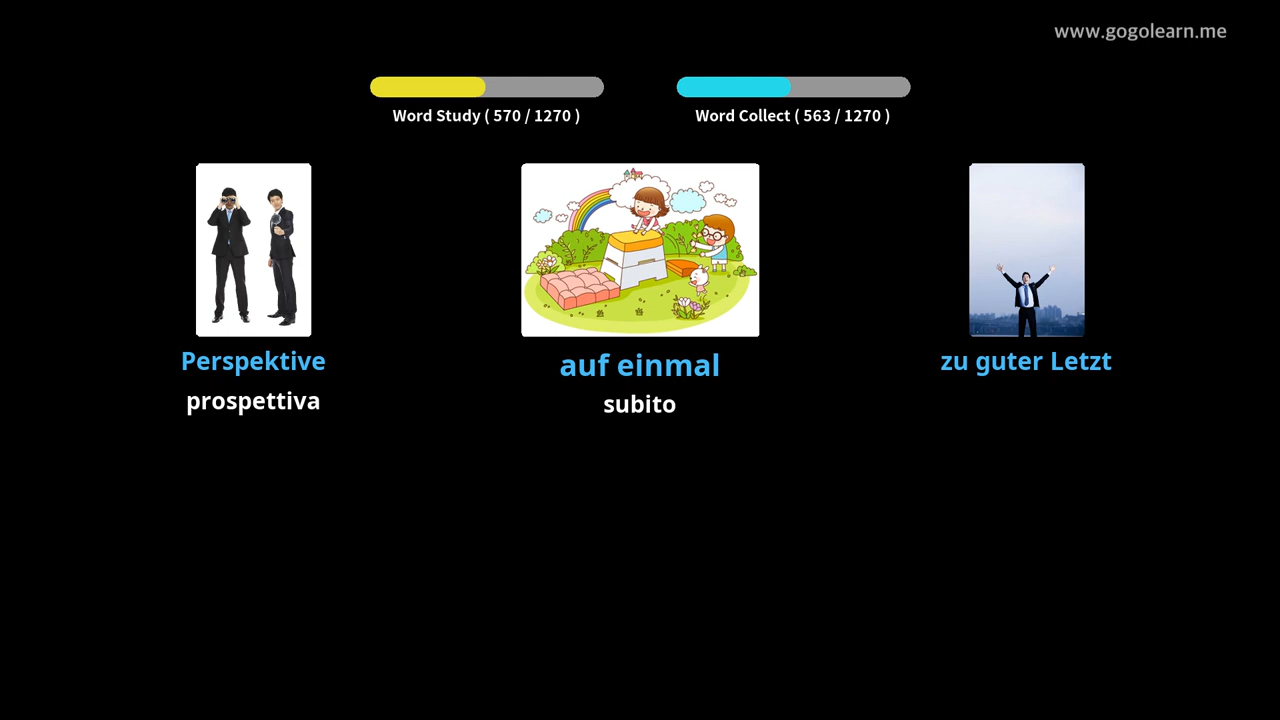 www.gogolearn.me
Word Study ( 570 / 1270 )
Word Collect ( 563 / 1270 )
Perspektive
prospettiva
auf einmal
subito
zu guter Letzt